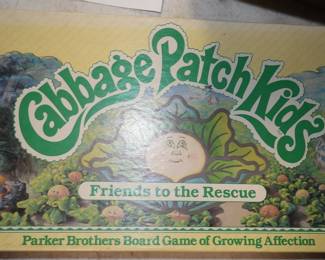 Cabbage Patch Kids
Friends to the Rescue
Parker Brothers Board Game of Growing Affection